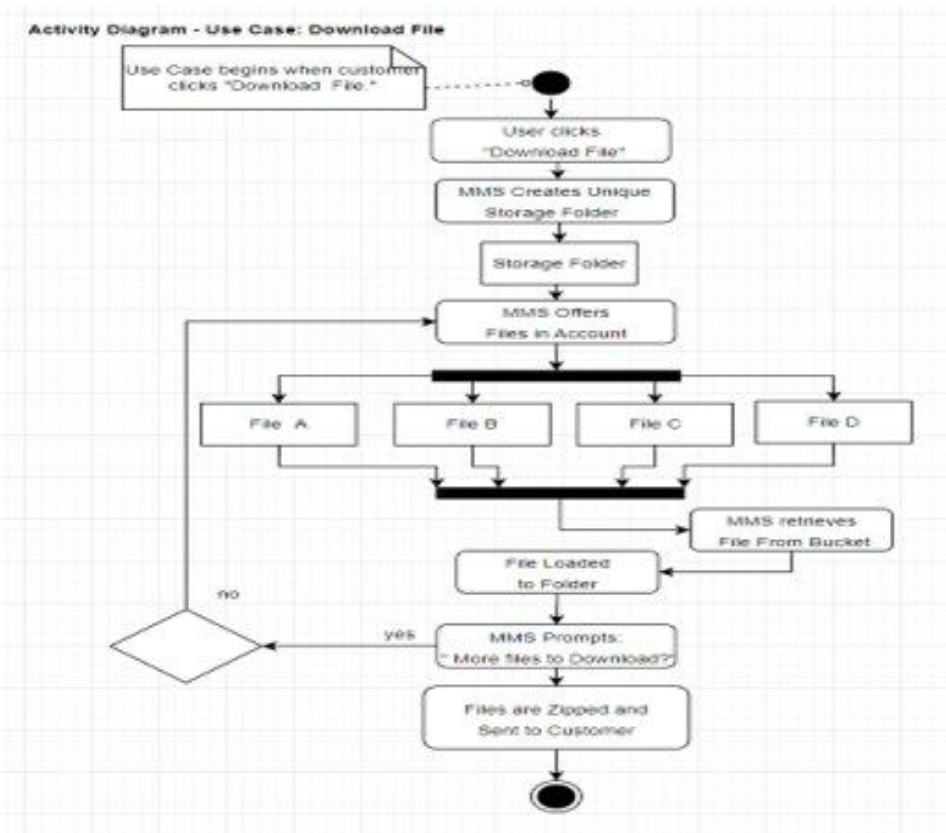 Activity Diagram - Use Case: Download File
Use Case begins when customer
clicks "Download File."
User clicks
"Download File"
MMS Creates Unique
Storage Folder
Storage Folder
MMS Offers
Files in Account
File A
File B
File C
File D
MMS retrieves
File From Bucket
File Loaded
to Folder
no
yes
MMS Prompts:
" More files to Download?"
Files are Zipped and
Sent to Customer